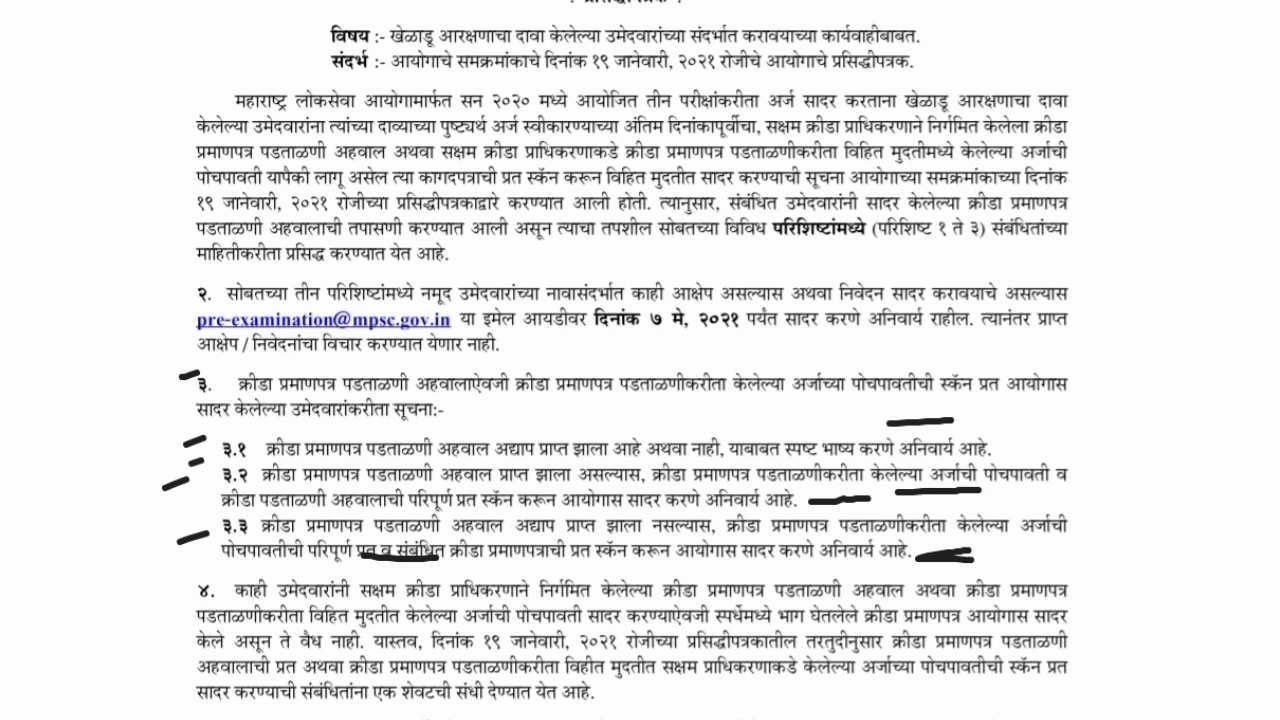 : प्रसिद्धीपत्रक :
विषय :- खेळाडू आरक्षणाचा दावा केलेल्या उमेदवारांच्या संदर्भात करावयाच्या कार्यवाहीबाबत.
संदर्भ :- आयोगाचे समक्रमांकाचे दिनांक १९ जानेवारी, २०२१ रोजीचे आयोगाचे प्रसिद्धीपत्रक.
महाराष्ट्र लोकसेवा आयोगामार्फत सन २०२० मध्ये आयोजित तीन परीक्षांकरीता अर्ज सादर करताना खेळाडू आरक्षणाचा दावा
केलेल्या उमेदवारांना त्यांच्या दाव्याच्या पुष्ट्यर्थ अर्ज स्वीकारण्याच्या अंतिम दिनांकापूर्वीचा, सक्षम क्रीडा प्राधिकरणाने निर्गमित केलेला क्रीडा
प्रमाणपत्र पडताळणी अहवाल अथवा सक्षम क्रीडा प्राधिकरणाकडे क्रीडा प्रमाणपत्र पडताळणीकरीता विहित मुदतीमध्ये केलेल्या अर्जाची
पोचपावती यापैकी लागू असेल त्या कागदपत्राची प्रत स्कॅन करून विहित मुदतीत सादर करण्याची सूचना आयोगाच्या समक्रमांकाच्या दिनांक
१९ जानेवारी, २०२१ रोजीच्या प्रसिद्धीपत्रकाद्वारे करण्यात आली होती. त्यानुसार, संबंधित उमेदवारांनी सादर केलेल्या क्रीडा प्रमाणपत्र
पडताळणी अहवालाची तपासणी करण्यात आली असून त्याचा तपशील सोबतच्या विविध परिशिष्टांमध्ये (परिशिष्ट १ ते ३) संबंधितांच्या
माहितीकरीता प्रसिद्ध करण्यात येत आहे.
२. सोबतच्या तीन परिशिष्टांमध्ये नमूद उमेदवारांच्या नावासंदर्भात काही आक्षेप असल्यास अथवा निवेदन सादर करावयाचे असल्यास
pre-examination@mpsc.gov.in या इमेल आयडीवर दिनांक ७ मे, २०२१ पर्यंत सादर करणे अनिवार्य राहील. त्यानंतर प्राप्त
आक्षेप / निवेदनांचा विचार करण्यात येणार नाही.
३. क्रीडा प्रमाणपत्र पडताळणी अहवालाऐवजी क्रीडा प्रमाणपत्र पडताळणीकरीता केलेल्या अर्जाच्या पोचपावतीची स्कॅन प्रत आयोगास
सादर केलेल्या उमेदवारांकरीता सूचना:-
३.१ क्रीडा प्रमाणपत्र पडताळणी अहवाल अद्याप प्राप्त झाला आहे अथवा नाही, याबाबत स्पष्ट भाष्य करणे अनिवार्य आहे.
३.२ क्रीडा प्रमाणपत्र पडताळणी अहवाल प्राप्त झाला असल्यास, क्रीडा प्रमाणपत्र पडताळणीकरीता केलेल्या अर्जाची पोचपावती व
क्रीडा पडताळणी अहवालाची परिपूर्ण प्रत स्कॅन करून आयोगास सादर करणे अनिवार्य आहे.
३.३ क्रीडा प्रमाणपत्र पडताळणी अहवाल अद्याप प्राप्त झाला नसल्यास, क्रीडा प्रमाणपत्र पडताळणीकरीता केलेल्या अर्जाची
पोचपावतीची परिपूर्ण प्रत व संबंधित क्रीडा प्रमाणपत्राची प्रत स्कॅन करून आयोगास सादर करणे अनिवार्य आहे.
४. काही उमेदवारांनी सक्षम क्रीडा प्राधिकरणाने निर्गमित केलेल्या क्रीडा प्रमाणपत्र पडताळणी अहवाल अथवा क्रीडा प्रमाणपत्र
पडताळणीकरीता विहित मुदतीत केलेल्या अर्जाची पोचपावती सादर करण्याऐवजी स्पर्धेमध्ये भाग घेतलेले क्रीडा प्रमाणपत्र आयोगास सादर
केले असून ते वैध नाही. यास्तव, दिनांक १९ जानेवारी, २०२१ रोजीच्या प्रसिद्धीपत्रकातील तरतुदीनुसार क्रीडा प्रमाणपत्र पडताळणी
अहवालाची प्रत अथवा क्रीडा प्रमाणपत्र पडताळणीकरीता विहीत मुदतीत सक्षम प्राधिकरणाकडे केलेल्या अर्जाच्या पोचपावतीची स्कॅन प्रत
सादर करण्याची संबंधितांना एक शेवटची संधी देण्यात येत आहे.